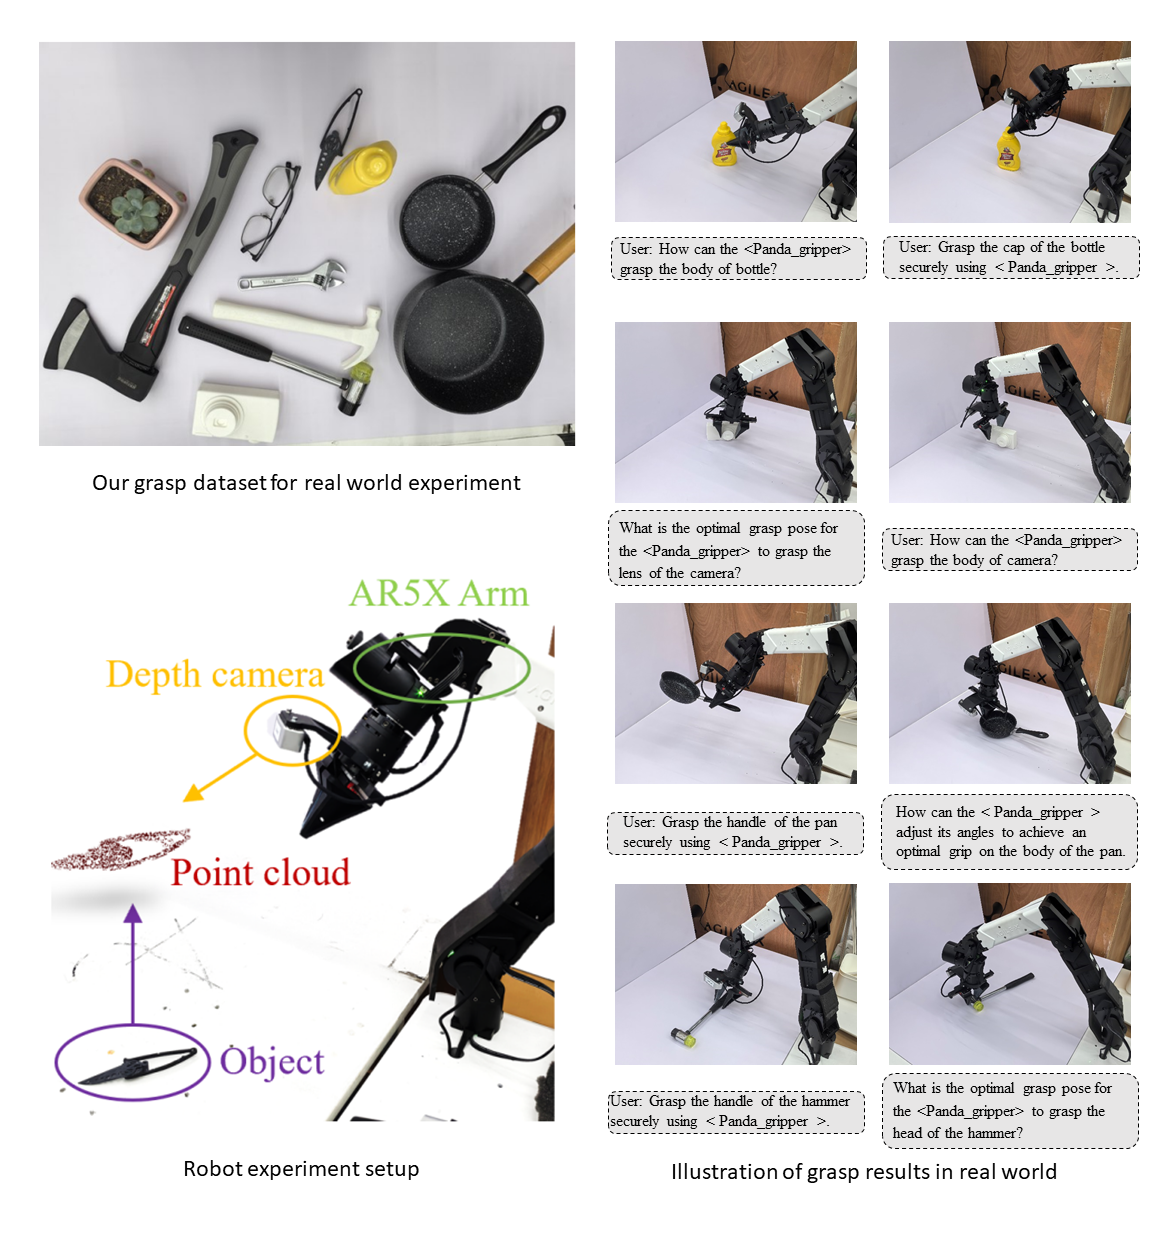 Our grasp dataset for real world experiment
AR5X Arm
Depth camera
Point cloud
Object
Robot experiment setup
AGILE
User: How can the <Panda_gripper>
grasp the body of bottle?
User: Grasp the cap of the bottle
securely using < Panda_gripper >.
What is the optimal grasp pose for
the <Panda_gripper> to grasp the
lens of the camera?
User: How can the <Panda_gripper>
grasp the body of camera?
User: Grasp the handle of the pan
securely using < Panda_gripper >.
How can the < Panda_gripper >
adjust its angles to achieve an
optimal grip on the body of the pan.
User: Grasp the handle of the hammer
securely using < Panda_gripper >.
What is the optimal grasp pose for
the <Panda_gripper> to grasp the
head of the hammer?
Illustration of grasp results in real world